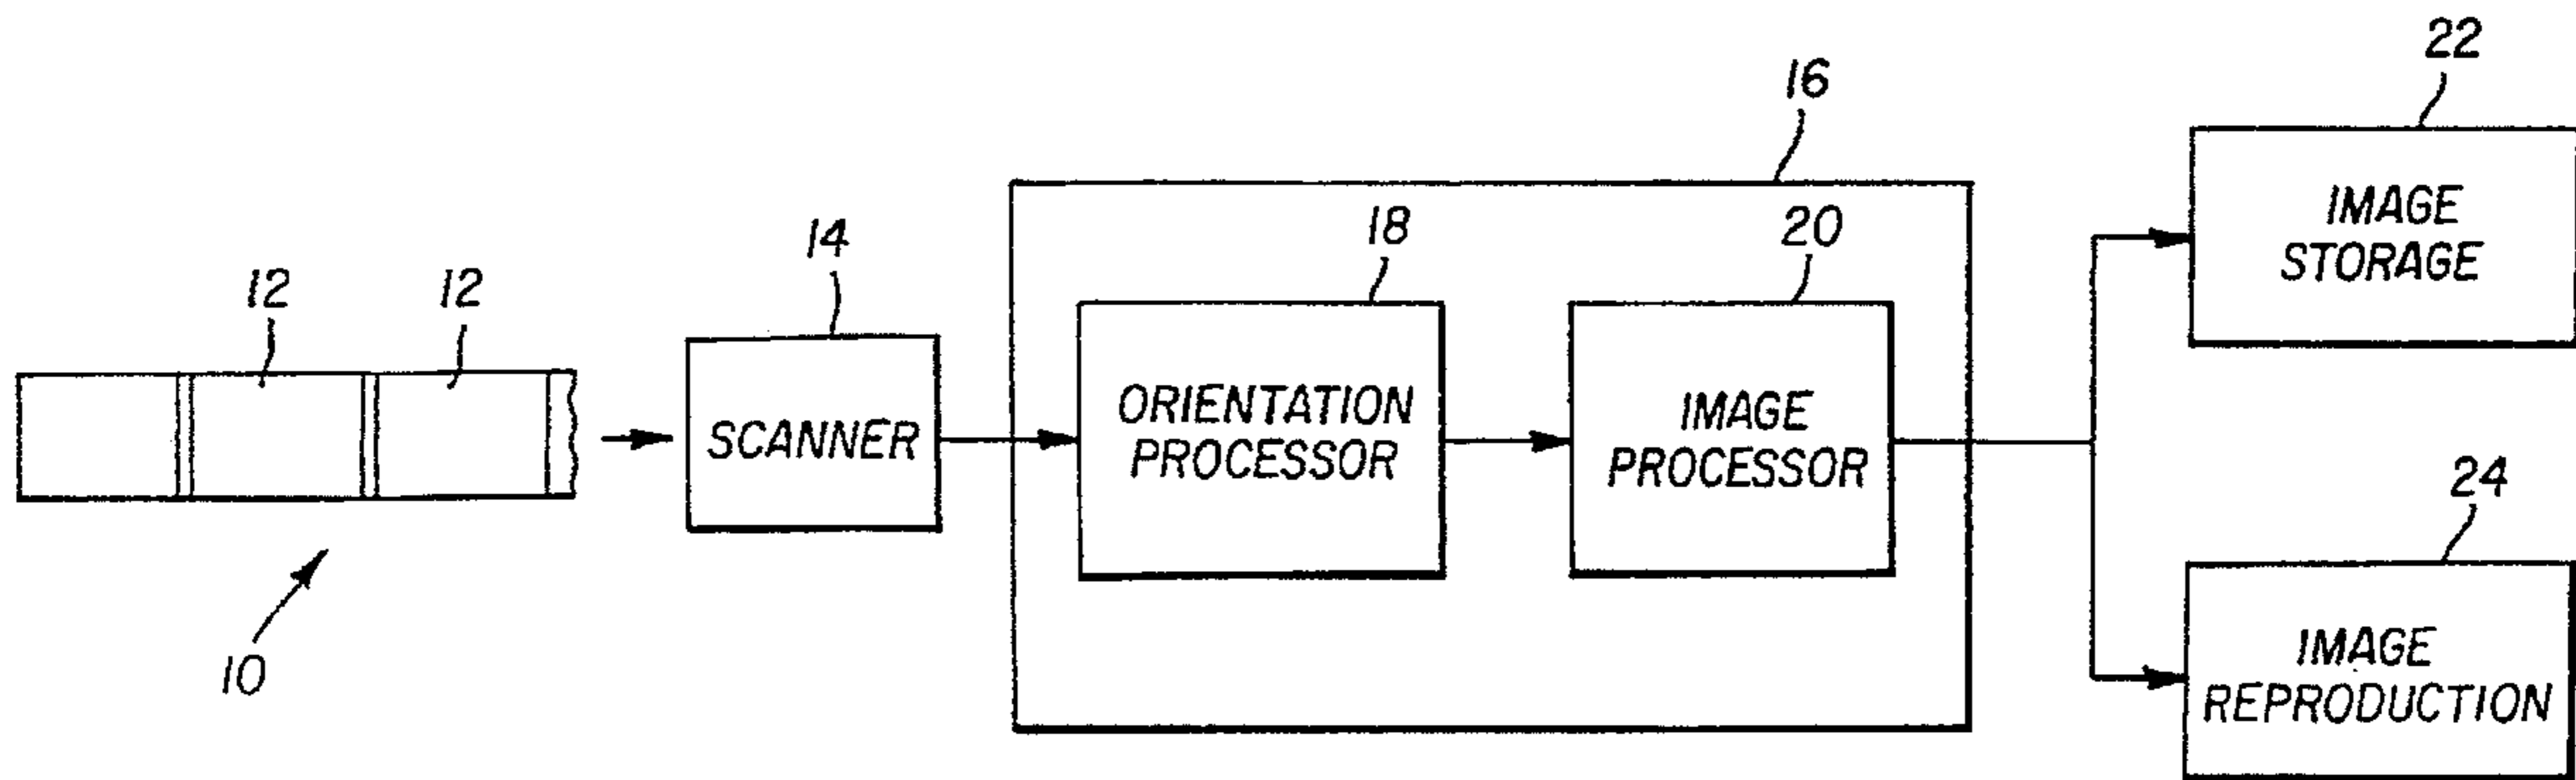 22
16
14
18
20
IMAGE
STORAGE
12
12
SCANNER
ORIENTATION
PROCESSOR
IMAGE
PROCESSOR
24
10
IMAGE
REPRODUCTION